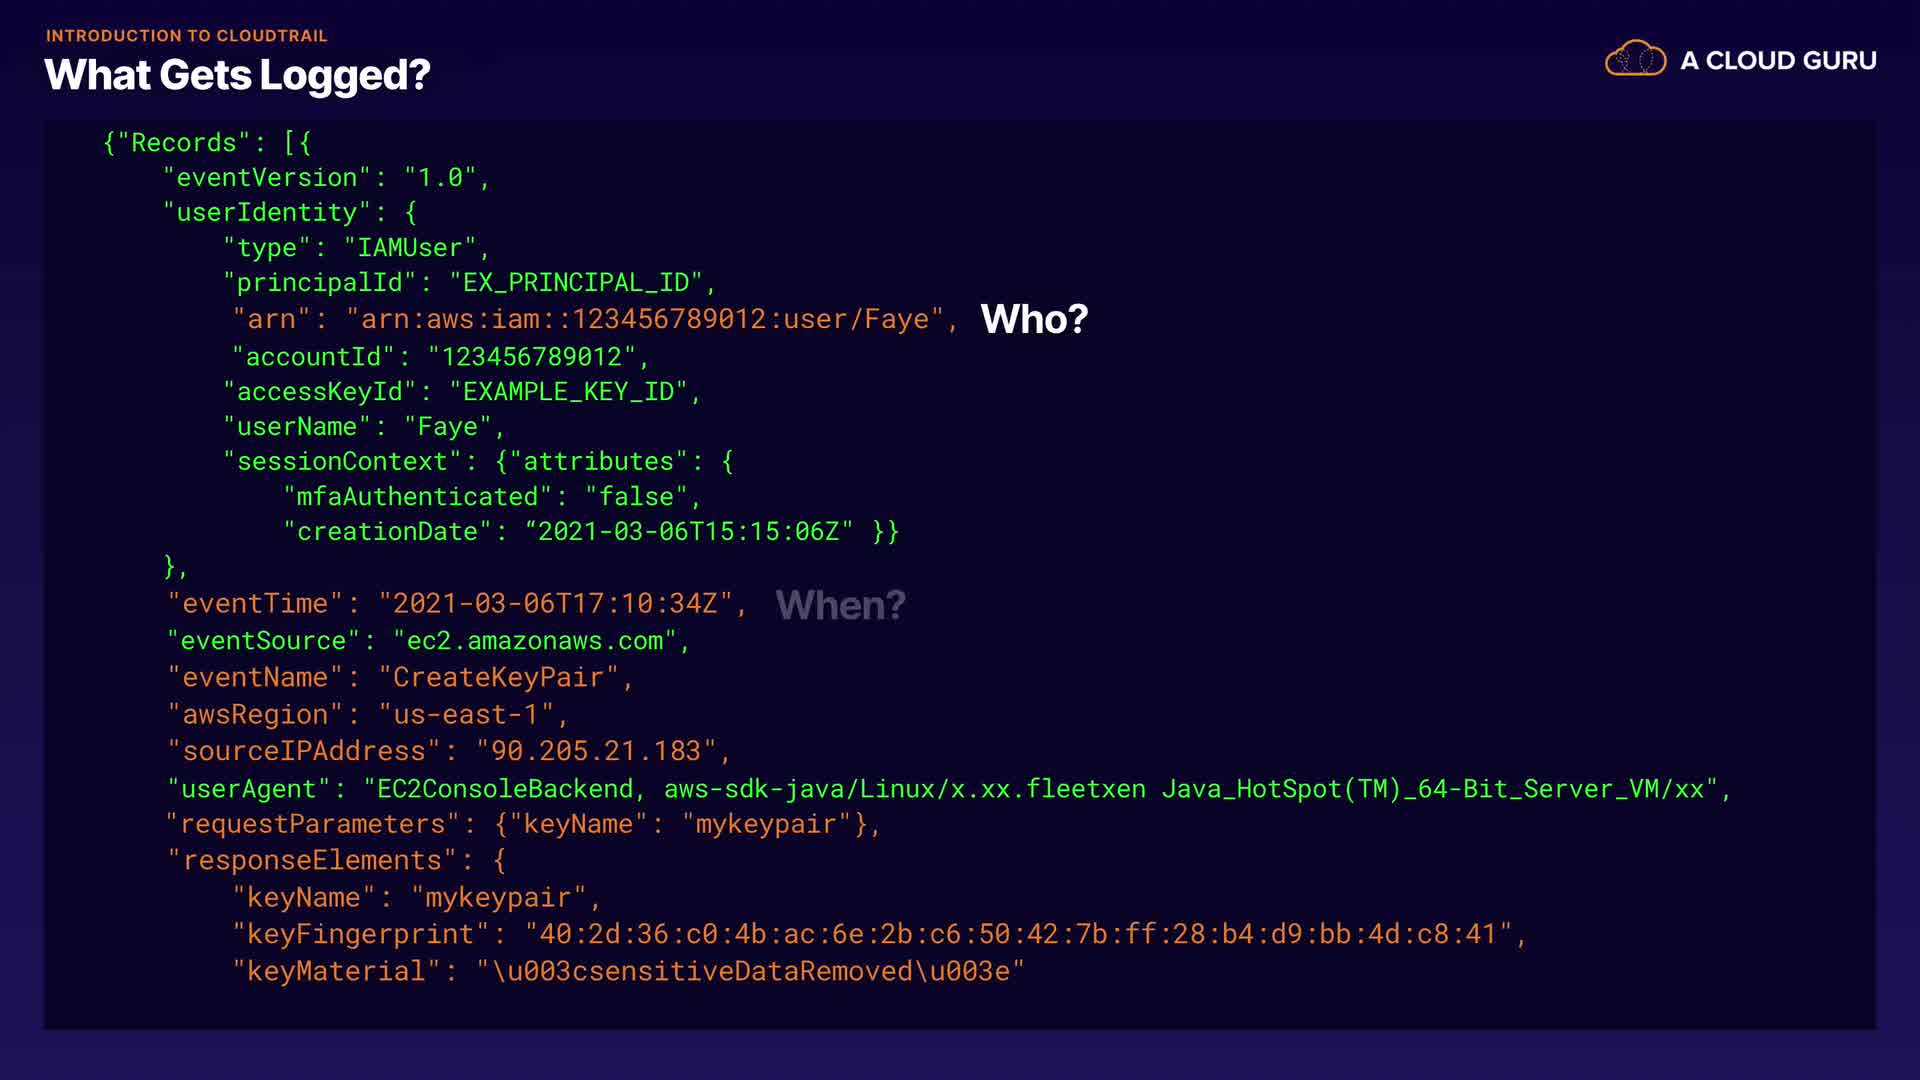 INTRODUCTION TO CLOUDTRAIL
What Gets Logged?
A CLOUD GURU
{"Records": [{
"eventVersion": "1.0",
"userIdentity": {
"type": "IAMUser",
"principalId": "EX_PRINCIPAL_ID",
"arn": "arn:aws:iam::123456789012:user/Faye", Who?
"accountId": "123456789012",
"accessKeyId": "EXAMPLE_KEY_ID",
"userName": "Faye",
"sessionContext": {"attributes": {
"mfaAuthenticated": "false",
"creationDate": “2021-03-06T15:15:06Z" }}
},
"eventTime": "2021-03-06T17:10:34Z", When?
"eventSource": "ec2.amazonaws.com",
"eventName": "CreateKeyPair",
"awsRegion": "us-east-1",
"sourceIPAddress": "90.205.21.183",
"userAgent": "EC2ConsoleBackend, aws-sdk-java/Linux/x.xx.fleetxen Java_HotSpot(TM)_64-Bit_Server_VM/xx",
"requestParameters": {"keyName": "mykeypair"},
"responseElements": {
"keyName": "mykeypair",
"keyFingerprint": "40:2d:36:c0:4b:ac:6e:2b:c6:50:42:7b:ff:28:b4:d9:bb:4d:c8:41",
"keyMaterial": "\u003csensitiveDataRemoved\u003e"